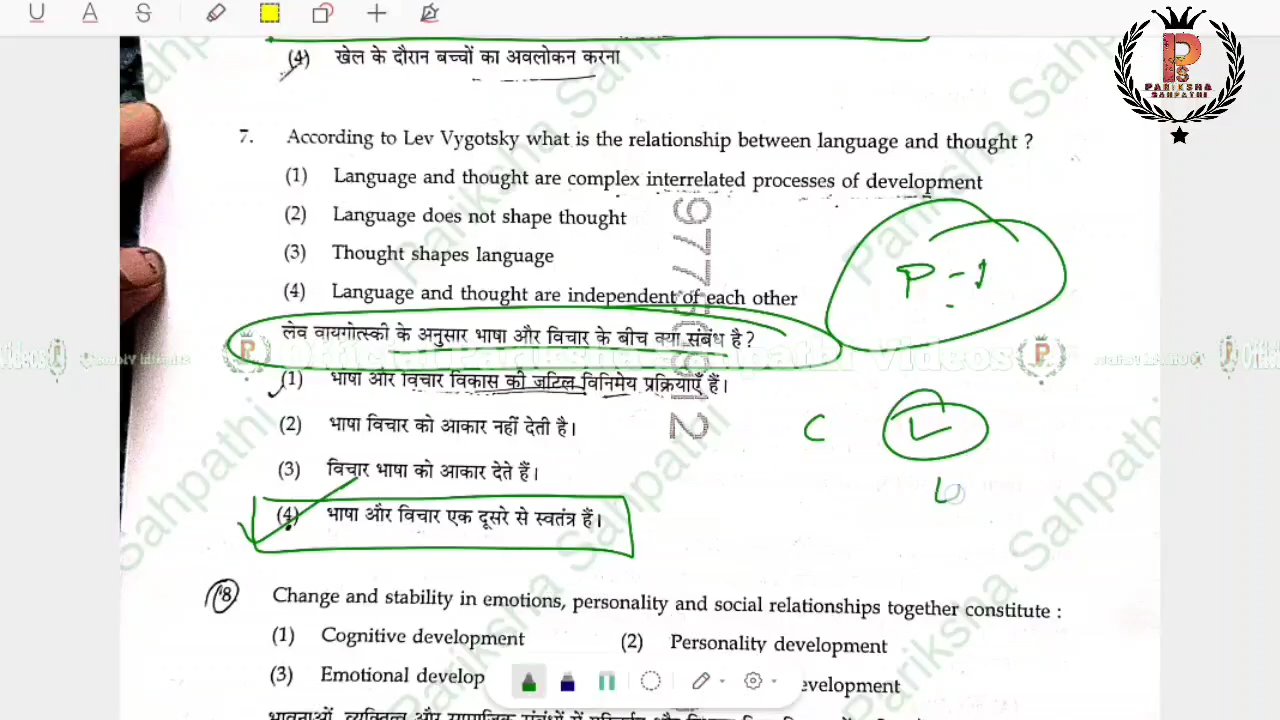 U A S
PARIKSHA
SAHPATHI
(4) खेल के दौरान बच्चों का अवलोकन करना
7. According to Lev Vygotsky what is the relationship between language and thought ?
(1) Language and thought are complex interrelated processes of development
(2) Language does not shape thought
(3) Thought shapes language
(4) Language and thought are independent of each other
P-1
लेव वायगोत्स्की के अनुसार भाषा और विचार के बीच क्या संबंध है?
(1) भाषा और विचार विकास की जटिल विनिमेय प्रक्रियाएँ हैं।
(2) भाषा विचार को आकार नहीं देती है।
C L
(3) विचार भाषा को आकार देते हैं।
(4) भाषा और विचार एक दूसरे से स्वतंत्र हैं।
8. Change and stability in emotions, personality and social relationships together constitute :
(1) Cognitive development (2) Personality development
(3) Emotional develop evelopment